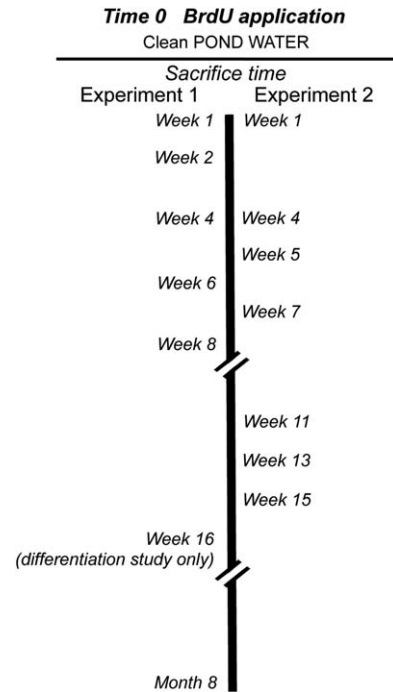 Time 0 BrdU application
Clean POND WATER
Sacrifice time
Experiment 1 Experiment 2
Week 1 Week 1
Week 2
Week 4 Week 4
Week 5
Week 6
Week 7
Week 8
Week 11
Week 13
Week 15
Week 16
(differentiation study only)
Month 8